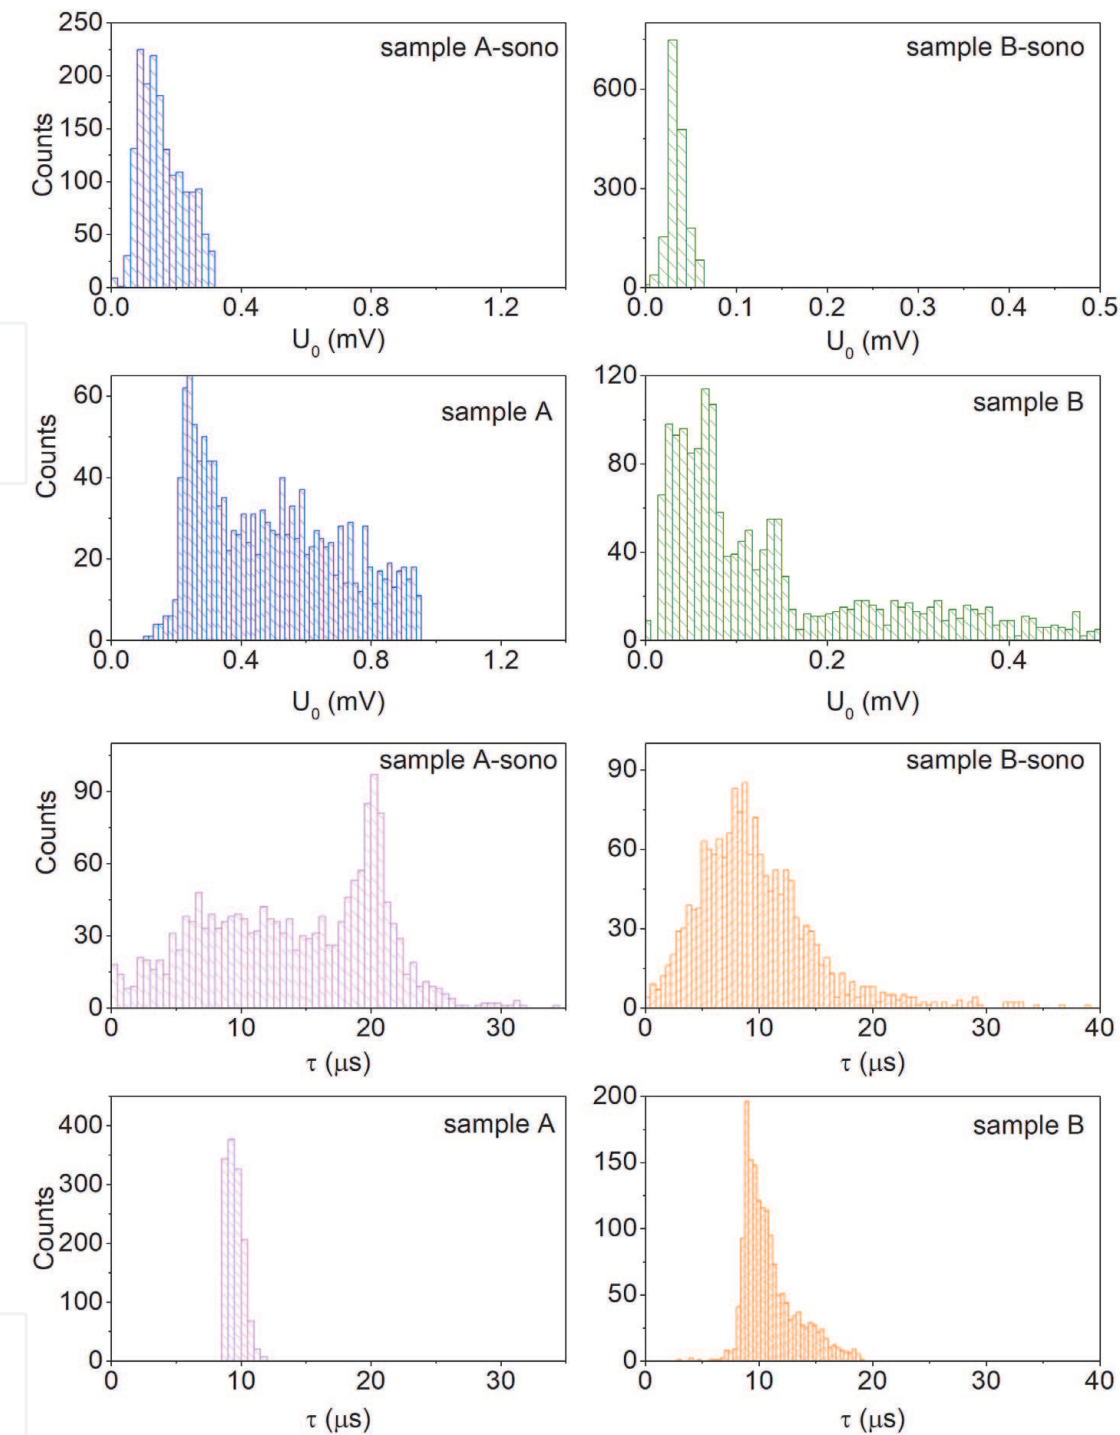 sample A-sono
250
200
150
100
50
0
Counts
0.0 0.4 0.8 1.2
U₀ (mV)
sample B-sono
600
300
0
0.0 0.1 0.2 0.3 0.4 0.5
U₀ (mV)
sample A
60
40
20
0
Counts
0.0 0.4 0.8 1.2
U₀ (mV)
sample B
120
80
40
0
0.0 0.2 0.4
U₀ (mV)
sample A-sono
90
60
30
0
Counts
0 10 20 30
τ (μs)
sample B-sono
90
60
30
0
0 10 20 30 40
τ (μs)
sample A
400
300
200
100
0
Counts
0 10 20 30
τ (μs)
sample B
200
150
100
50
0
0 10 20 30 40
τ (μs)